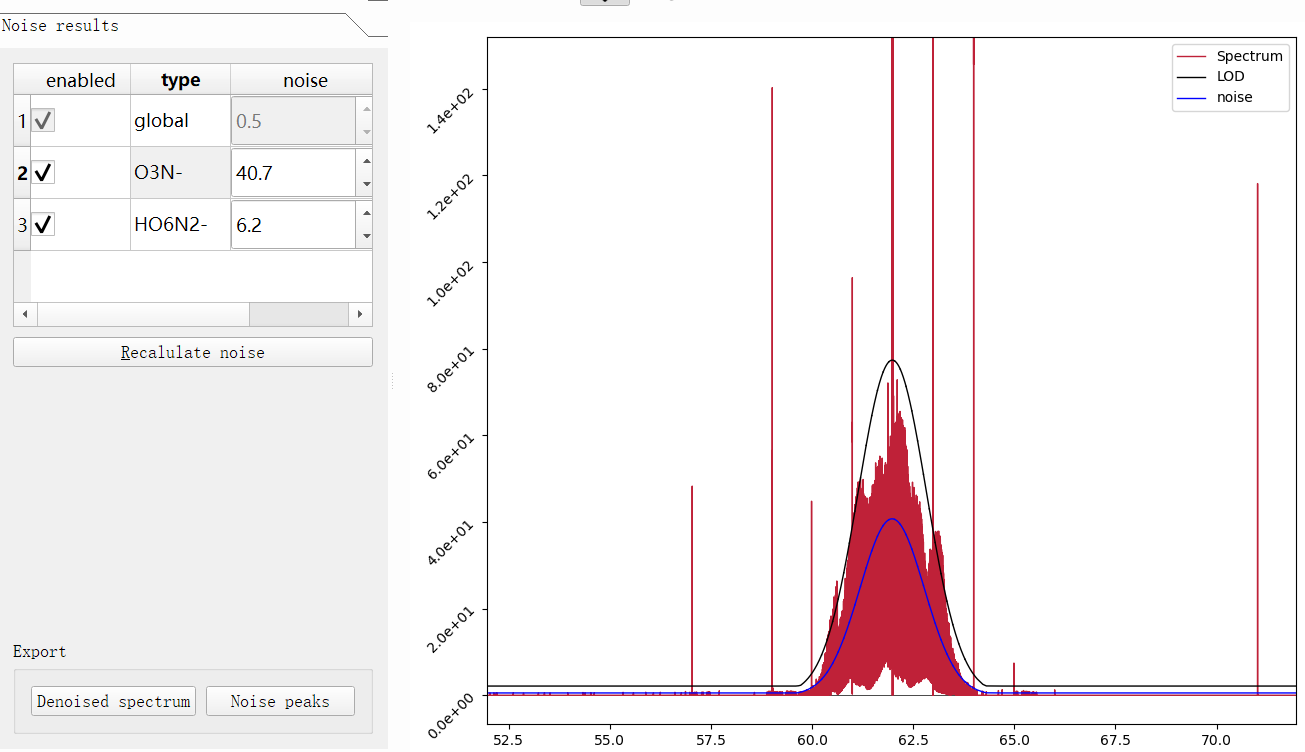 Noise results
enabled type noise
1 global 0.5
2 O3N- 40.7
3 HO6N2- 6.2
Recalulate noise
Export
Denoised spectrum Noise peaks
Spectrum
LOD
noise
1.4e+02
1.2e+02
1.0e+02
8.0e+01
6.0e+01
4.0e+01
2.0e+01
0.0e+00
52.5 55.0 57.5 60.0 62.5 65.0 67.5 70.0